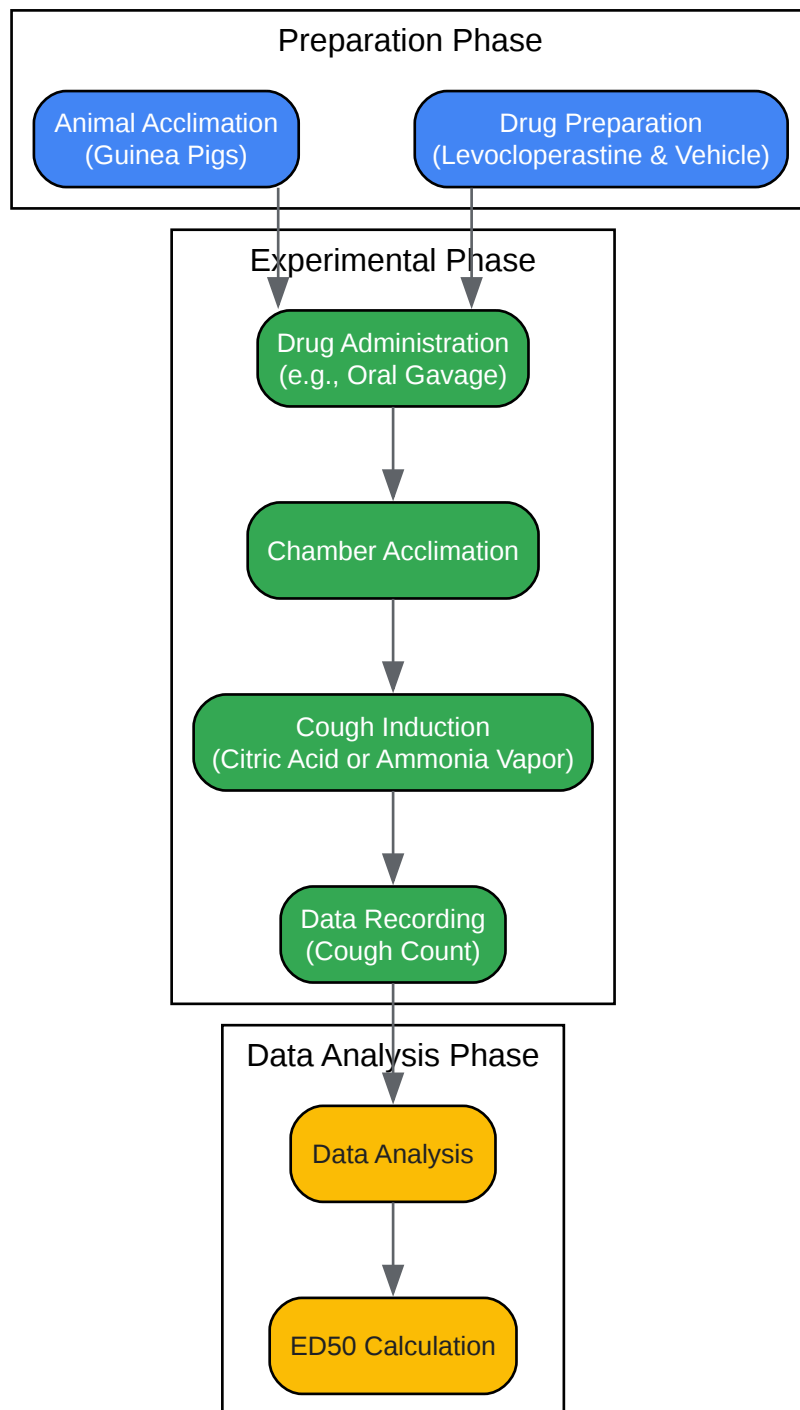 Preparation Phase
Animal Acclimation
(Guinea Pigs)
Drug Preparation
(Levocloperastine & Vehicle)
Experimental Phase
Drug Administration
(e.g., Oral Gavage)
Chamber Acclimation
Cough Induction
(Citric Acid or Ammonia Vapor)
Data Recording
(Cough Count)
Data Analysis Phase
Data Analysis
ED50 Calculation